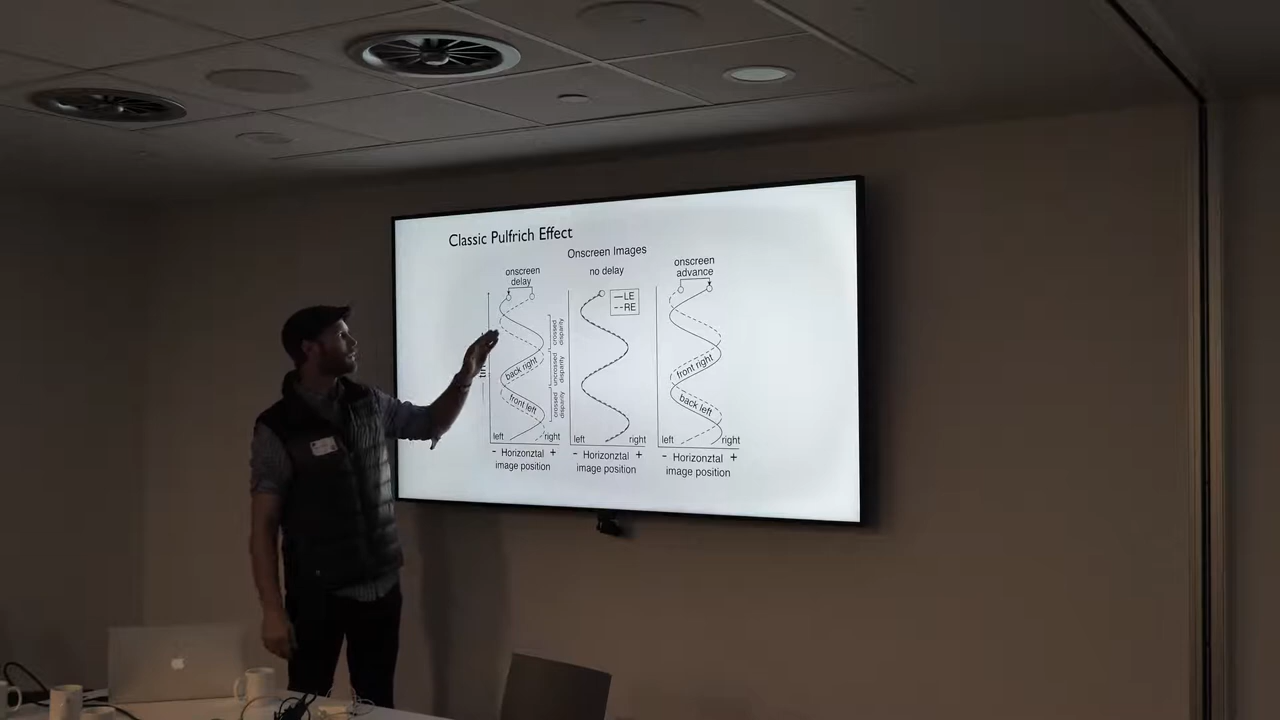 Classic Pulfrich Effect
Onscreen Images
onscreen
delay
no delay
onscreen
advance
LE
RE
crossed
disparity
uncrossed
disparity
crossed
disparity
back right
front left
front right
back left
left
right
left
right
left
right
- Horizonztal +
image position
- Horizonztal +
image position
- Horizonztal +
image position